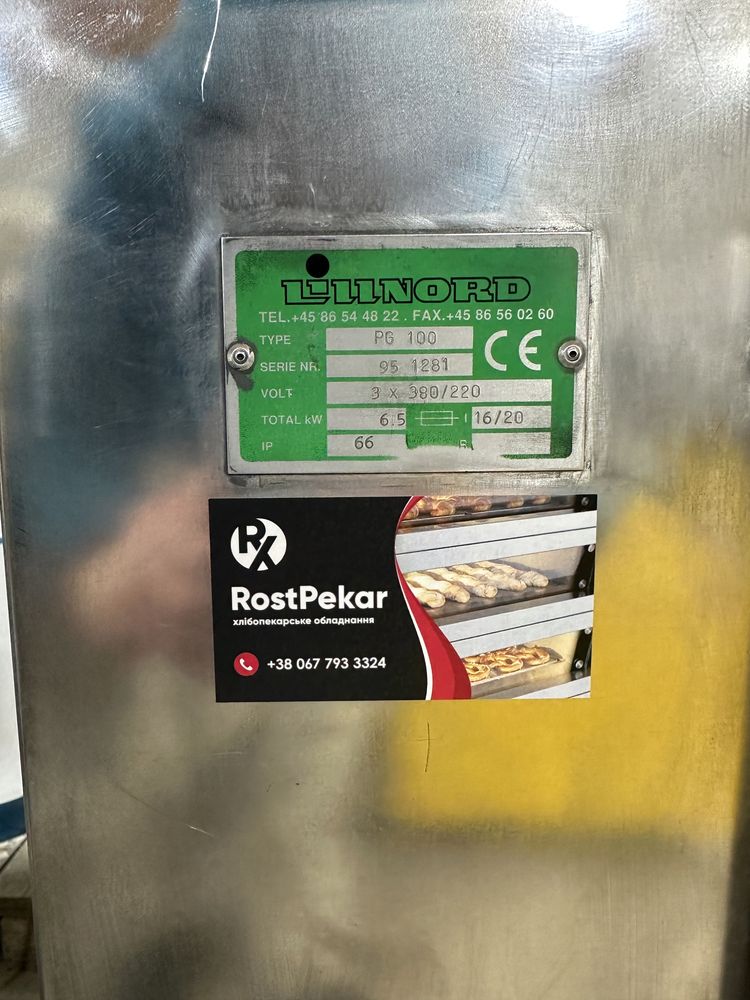 LILLNORD
TEL.+45 86 54 48 22 . FAX.+45 86 56 02 60
TYPE PG 100
SERIE NR. 95 1281
CE
VOLT 3 x 380/220
TOTAL kW 6.5 I 16/20
IP 66
RX
RostPekar
хлібопекарське обладнання
+38 067 793 3324